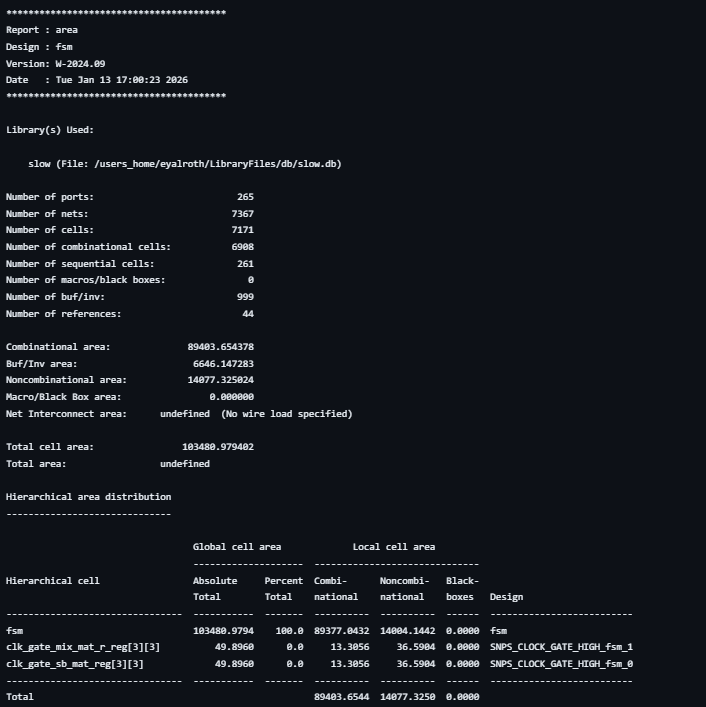 ****************************************
Report : area
Design : fsm
Version: W-2024.09
Date   : Tue Jan 13 17:00:23 2026
****************************************
Library(s) Used:
    slow (File: /users_home/eyalroth/LibraryFiles/db/slow.db)
Number of ports:                          265
Number of nets:                          7367
Number of cells:                         7171
Number of combinational cells:           6908
Number of sequential cells:               261
Number of macros/black boxes:               0
Number of buf/inv:                        999
Number of references:                      44
Combinational area:              89403.654378
Buf/Inv area:                     6646.147283
Noncombinational area:           14077.325024
Macro/Black Box area:                0.000000
Net Interconnect area:      undefined  (No wire load specified)
Total cell area:                103480.979402
Total area:                 undefined
Hierarchical area distribution
------------------------------
                                  Global cell area             Local cell area
                                  --------------------  ------------------------------
Hierarchical cell                 Absolute     Percent  Combi-      Noncombi-  Black-
                                  Total        Total    national    national   boxes   Design
--------------------------------  -----------  -------  ----------  ----------  ------  --------------------------
fsm                               103480.9794    100.0  89377.0432  14004.1442  0.0000  fsm
clk_gate_mix_mat_r_reg[3][3]          49.8960      0.0     13.3056     36.5904  0.0000  SNPS_CLOCK_GATE_HIGH_fsm_1
clk_gate_sb_mat_reg[3][3]             49.8960      0.0     13.3056     36.5904  0.0000  SNPS_CLOCK_GATE_HIGH_fsm_0
--------------------------------  -----------  -------  ----------  ----------  ------  --------------------------
Total                                                   89403.6544  14077.3250  0.0000